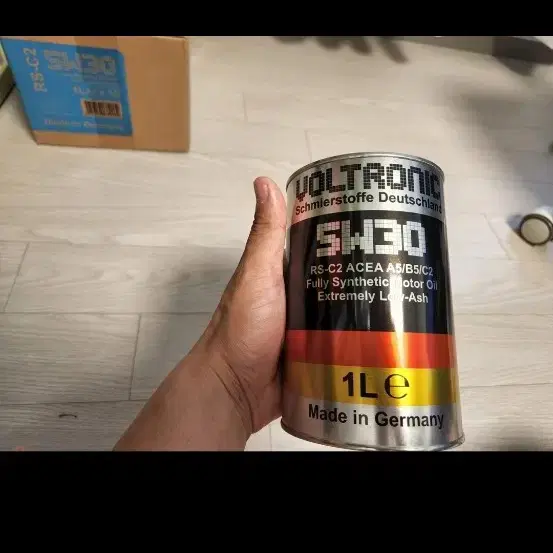 RS-C2
5W30
VOLTRONIC
Schmierstoffe Deutschland
5W30
RS-C2 ACEA A5/B5/C2
Fully Synthetic Motor Oil
Extremely Low-Ash
1L e
Made in Germany